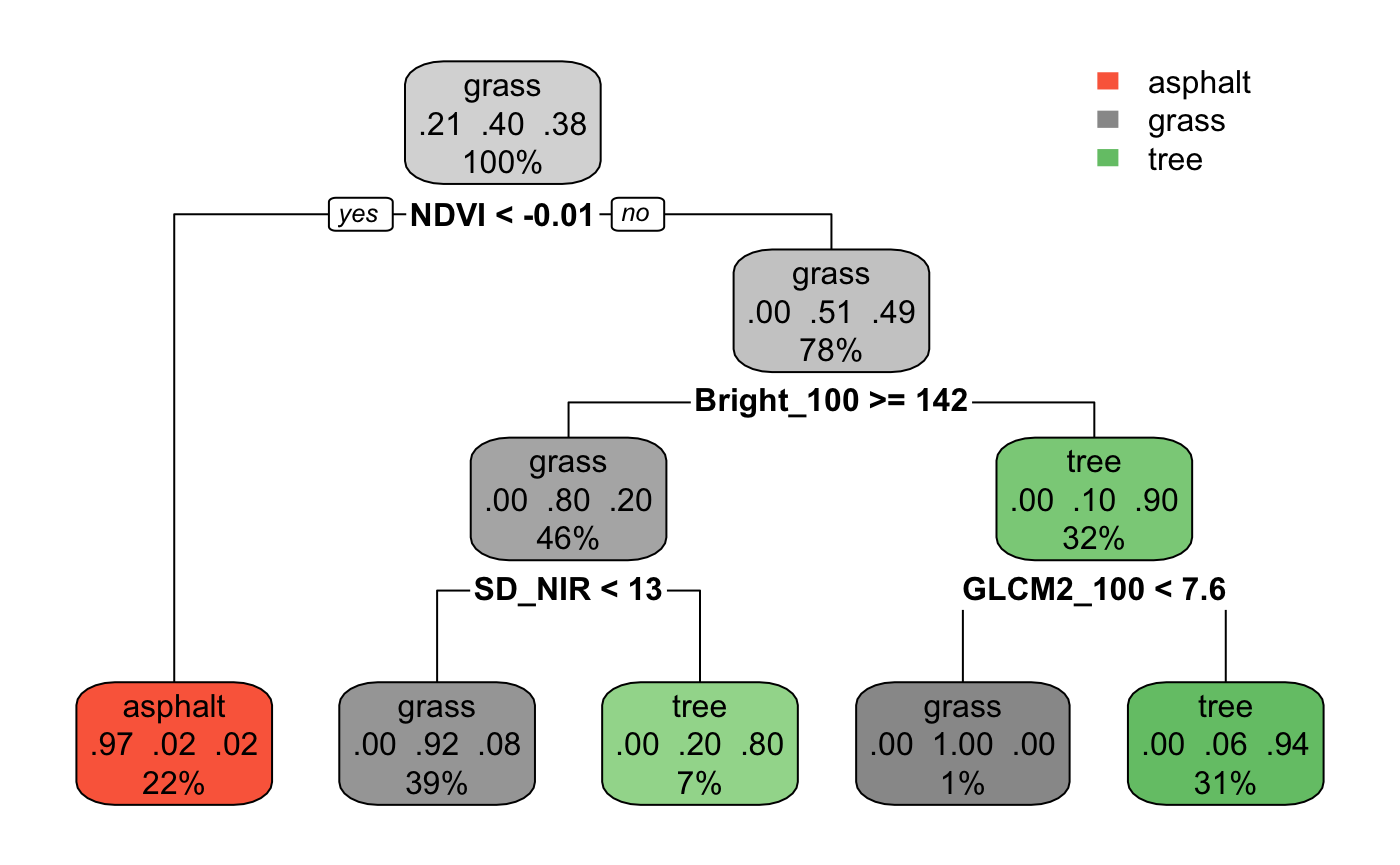 grass
.21 .40 .38
100%
asphalt
grass
tree
yes NDVI < -0.01 no
grass
.00 .51 .49
78%
Bright_100 >= 142
grass
.00 .80 .20
46%
tree
.00 .10 .90
32%
SD_NIR < 13
GLCM2_100 < 7.6
asphalt
.97 .02 .02
22%
grass
.00 .92 .08
39%
tree
.00 .20 .80
7%
grass
.00 1.00 .00
1%
tree
.00 .06 .94
31%